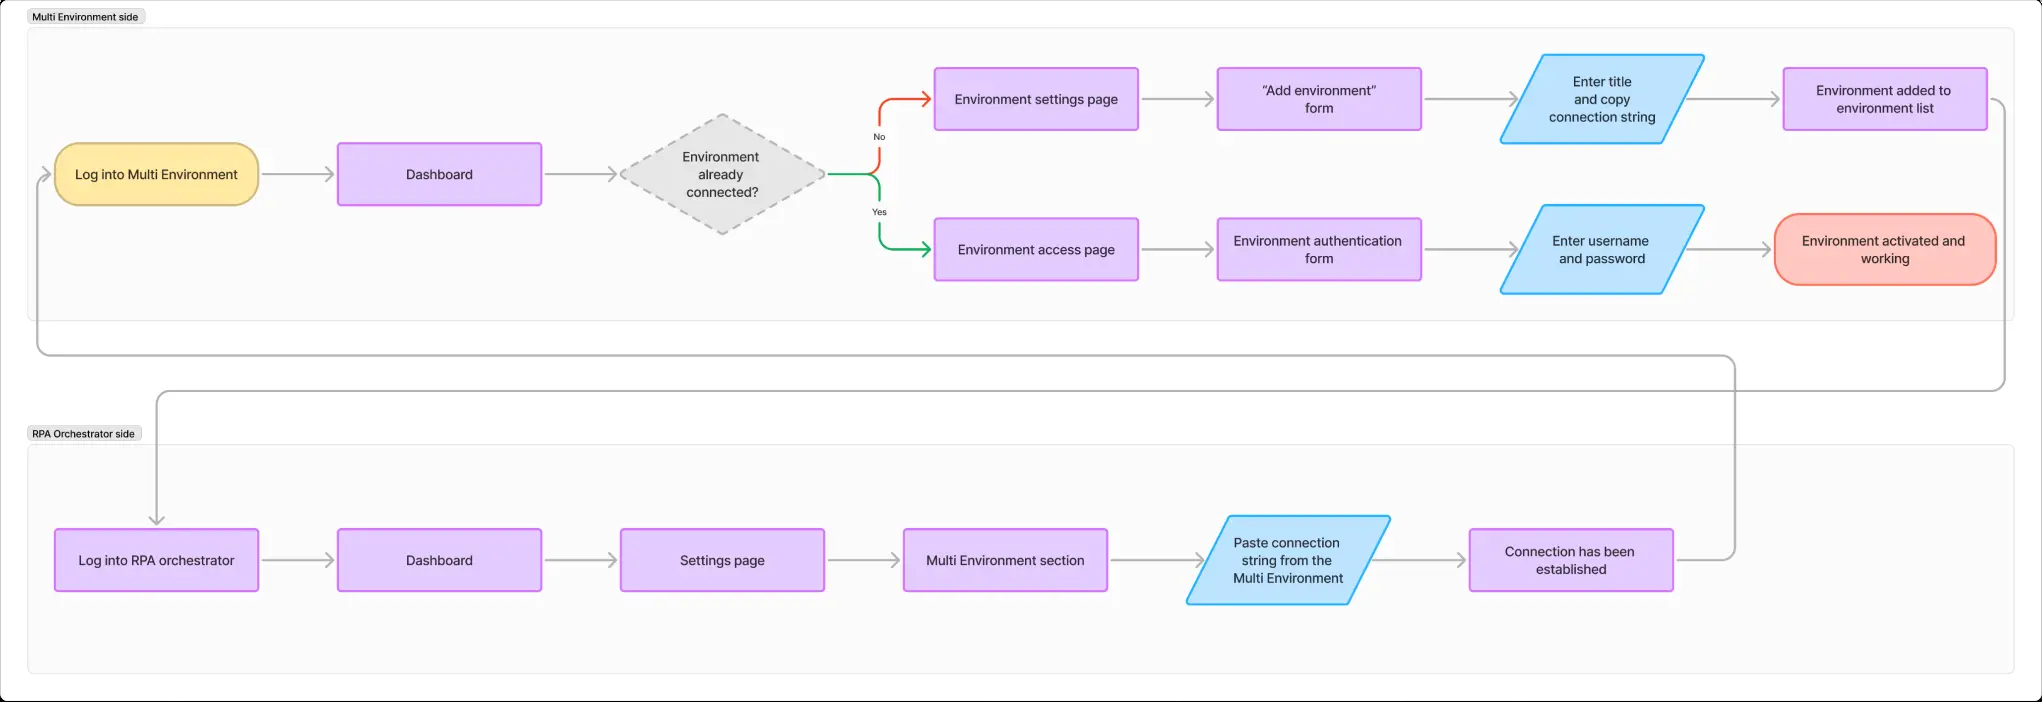 Multi Environment side
Log into Multi Environment
Dashboard
Environment
already
connected?
No
Yes
Environment settings page
“Add environment”
form
Enter title
and copy
connection string
Environment added to
environment list
Environment access page
Environment authentication
form
Enter username
and password
Environment activated and
working
RPA Orchestrator side
Log into RPA orchestrator
Dashboard
Settings page
Multi Environment section
Paste connection
string from the
Multi Environment
Connection has been
established